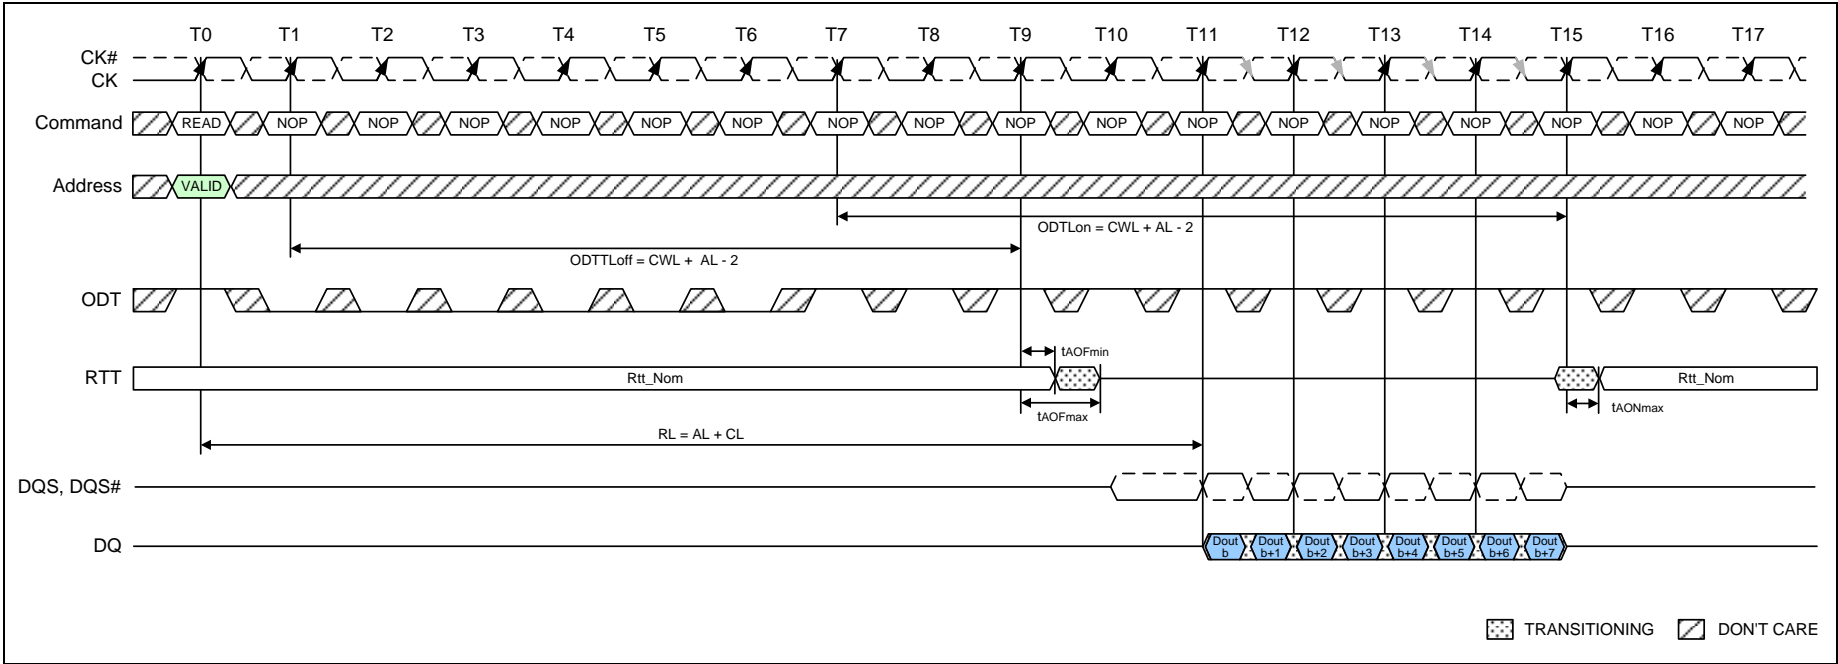 T0 T1 T2 T3 T4 T5 T6 T7 T8 T9 T10 T11 T12 T13 T14 T15 T16 T17
CK#
CK
Command READ NOP NOP NOP NOP NOP NOP NOP NOP NOP NOP NOP NOP NOP NOP NOP NOP NOP
Address VALID
ODTLon = CWL + AL - 2
ODTTLoff = CWL + AL - 2
ODT
tAOFmin
RTT Rtt_Nom Rtt_Nom
tAOFmax tAONmax
RL = AL + CL
DQS, DQS#
DQ Dout b Dout b+1 Dout b+2 Dout b+3 Dout b+4 Dout b+5 Dout b+6 Dout b+7
TRANSITIONING DON'T CARE